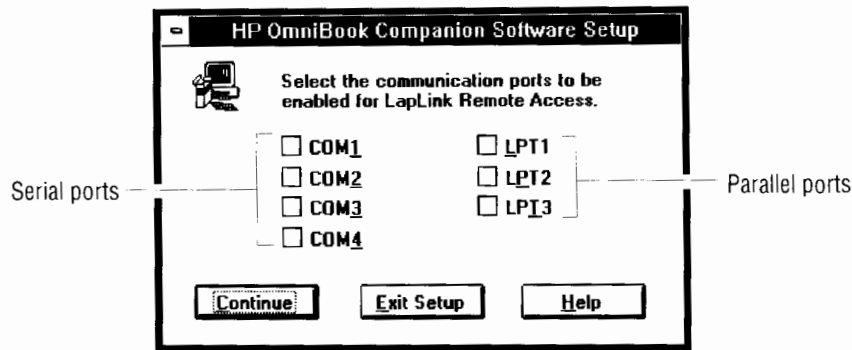 HP OmniBook Companion Software Setup
Select the communication ports to be
enabled for LapLink Remote Access.
COM1
LPT1
COM2
LPT2
Serial ports
Parallel ports
COM3
LPT3
COM4
Continue
Exit Setup
Help